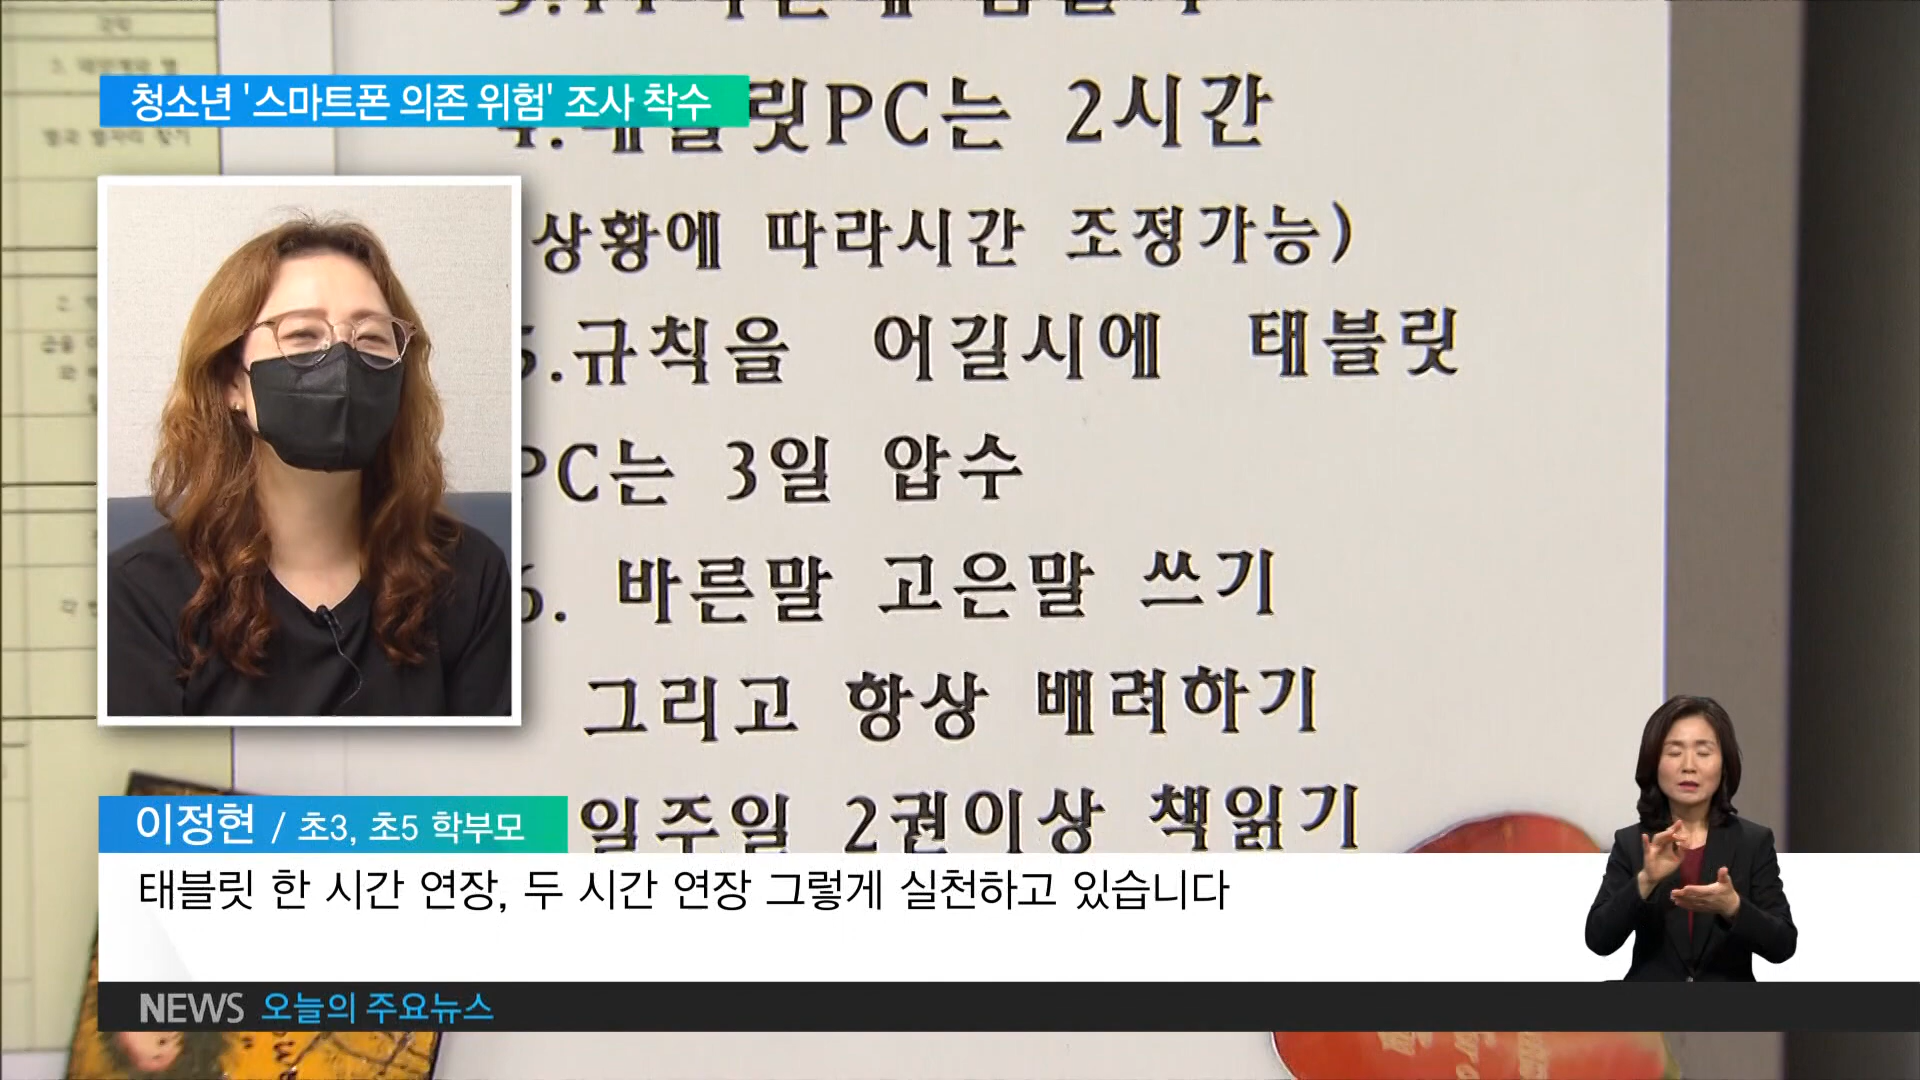 청소년 '스마트폰 의존 위험' 조사 착수
릿PC는 2시간
상황에 따라시간 조정가능)
5.규칙을 어길시에 태블릿
PC는 3일 압수
6. 바른말 고은말 쓰기
그리고 항상 배려하기
일주일 2권이상 책읽기
이정현 / 초3, 초5 학부모
태블릿 한 시간 연장, 두 시간 연장 그렇게 실천하고 있습니다
NEWS 오늘의 주요뉴스